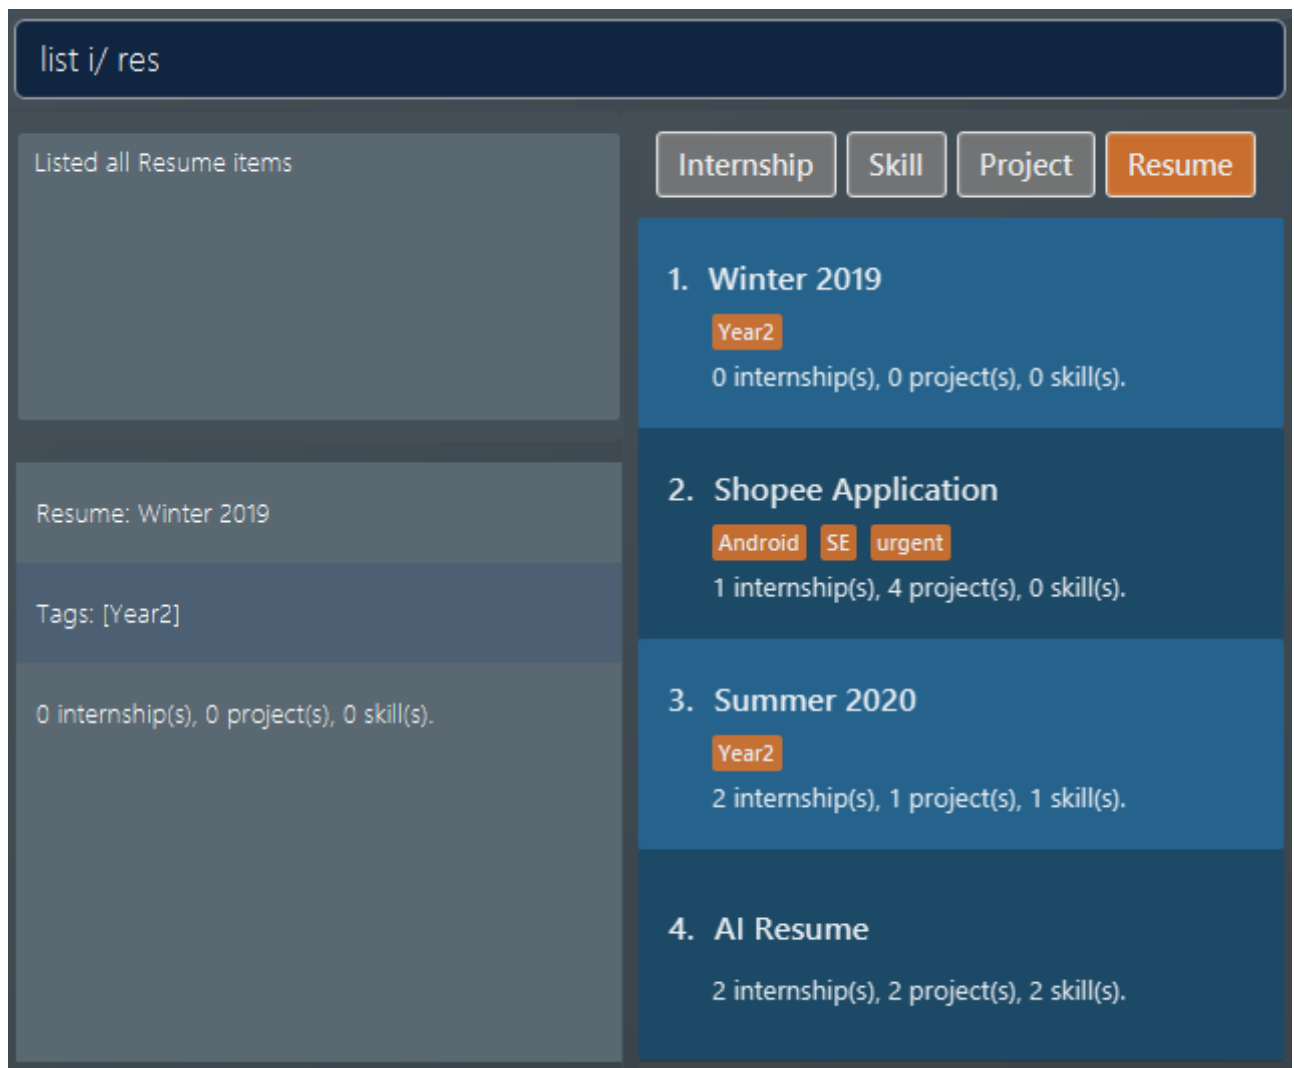 list i/ res
Listed all Resume items
Resume: Winter 2019
Tags: [Year2]
0 internship(s), 0 project(s), 0 skill(s).
Internship Skill Project Resume
1. Winter 2019
Year2
0 internship(s), 0 project(s), 0 skill(s).
2. Shopee Application
Android SE urgent
1 internship(s), 4 project(s), 0 skill(s).
3. Summer 2020
Year2
2 internship(s), 1 project(s), 1 skill(s).
4. AI Resume
2 internship(s), 2 project(s), 2 skill(s).